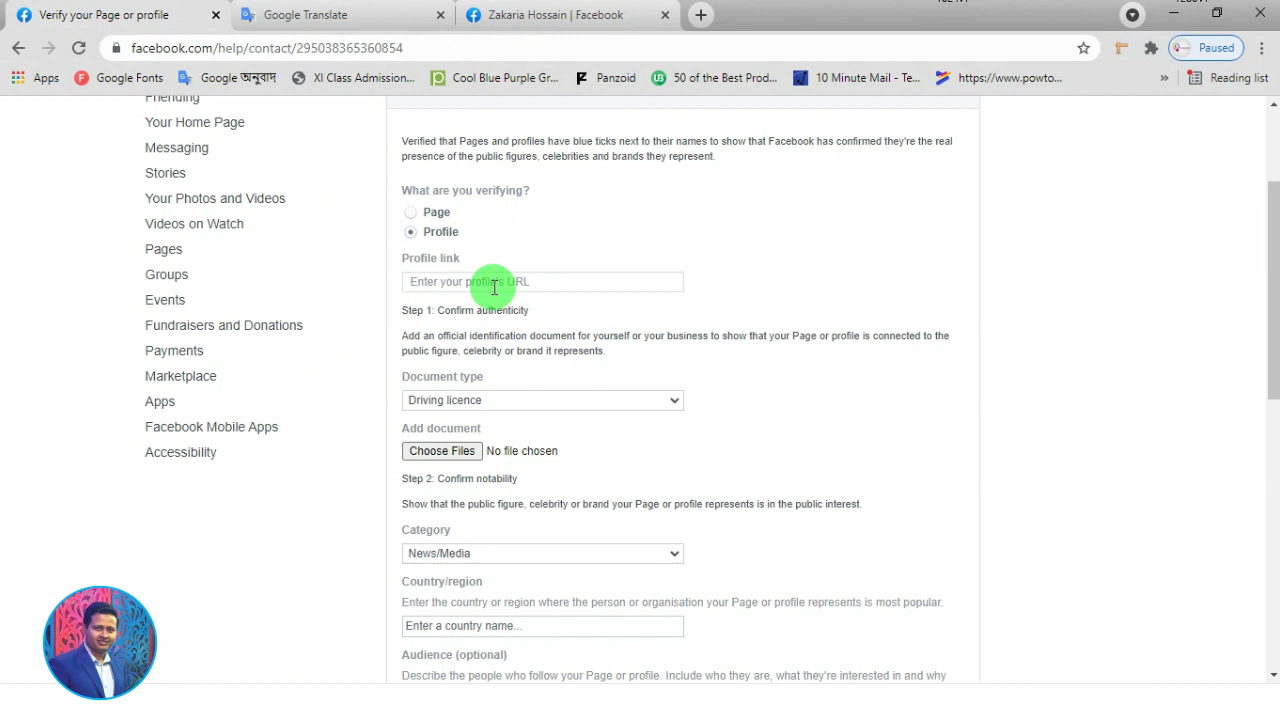 Verify your Page or profile
Google Translate
Zakaria Hossain | Facebook
facebook.com/help/contact/295038365360854
Paused
Apps
Google Fonts
Google অনুবাদ
XI Class Admission...
Cool Blue Purple Gr...
Panzoid
50 of the Best Prod...
10 Minute Mail - Te...
https://www.powto...
»
Reading list
Friending
Your Home Page
Messaging
Stories
Your Photos and Videos
Videos on Watch
Pages
Groups
Events
Fundraisers and Donations
Payments
Marketplace
Apps
Facebook Mobile Apps
Accessibility
Verified that Pages and profiles have blue ticks next to their names to show that Facebook has confirmed they're the real
presence of the public figures, celebrities and brands they represent.
What are you verifying?
Page
Profile
Profile link
Enter your profile's URL
Step 1: Confirm authenticity
Add an official identification document for yourself or your business to show that your Page or profile is connected to the
public figure, celebrity or brand it represents.
Document type
Driving licence
Add document
Choose Files No file chosen
Step 2: Confirm notability
Show that the public figure, celebrity or brand your Page or profile represents is in the public interest.
Category
News/Media
Country/region
Enter the country or region where the person or organisation your Page or profile represents is most popular.
Enter a country name...
Audience (optional)
Describe the people who follow your Page or profile. Include who they are, what they're interested in and why